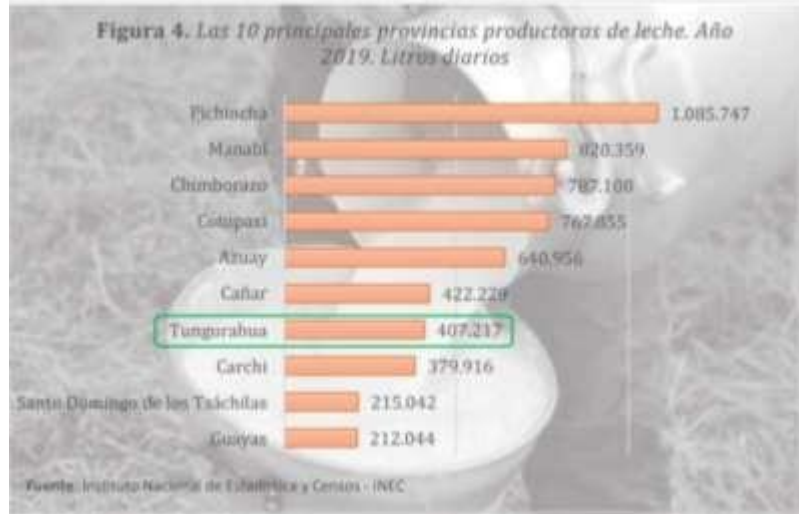 Figura 4. Las 10 principales provincias productoras de leche. Año
2019. Litros diarios
Pichincha 1.085.747
Manabí 820.359
Chimborazo 787.100
Cotopaxi 767.855
Azuay 640.956
Cañar 422.220
Tungurahua 407.217
Carchi 379.916
Santo Domingo de los Tsáchilas 215.042
Guayas 212.044
Fuente: Instituto Nacional de Estadística y Censos - INEC